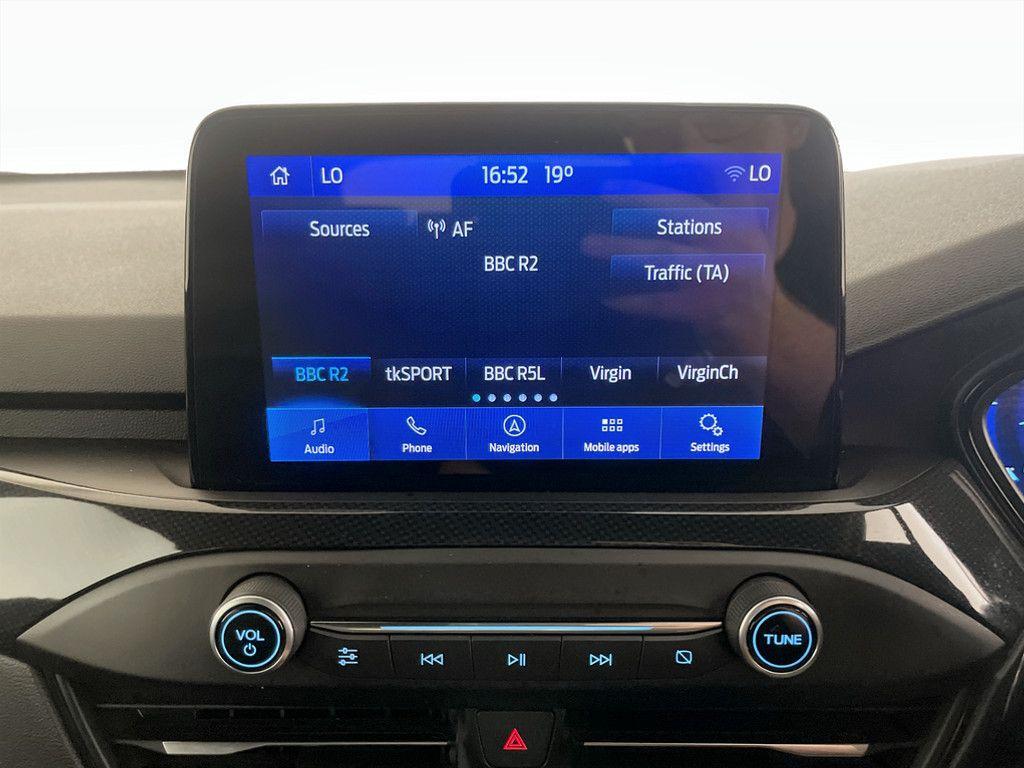 LO 16:52 19º LO
Sources AF Stations
BBC R2
Traffic (TA)
BBC R2 tkSPORT BBC R5L Virgin VirginCh
Audio Phone Navigation Mobile apps Settings
VOL TUNE